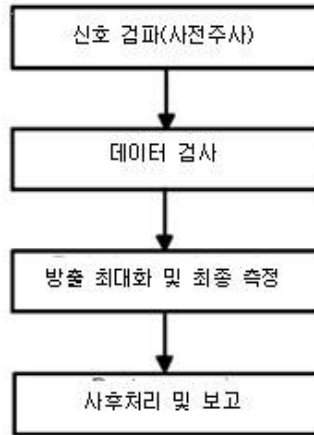 신호 검파(사전주사)
데이터 검사
방출 최대화 및 최종 측정
사후처리 및 보고